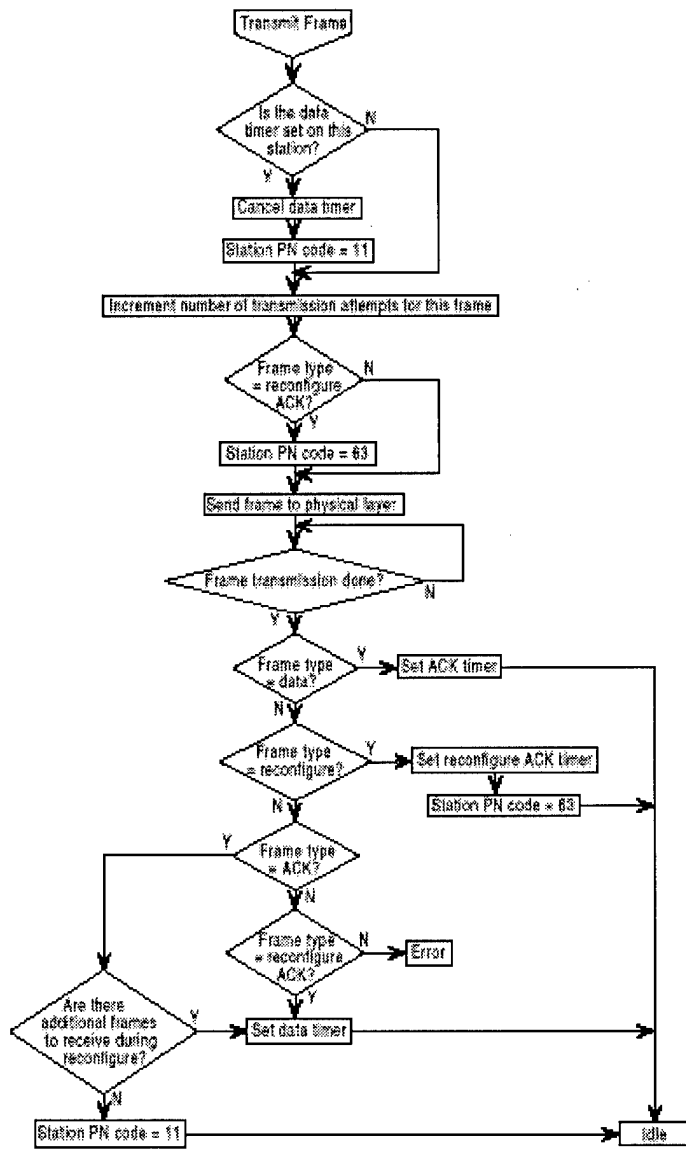 Transmit Frame
Is the data
timer set on this
station?
N
Y
Cancel data timer
Station PN code = 11
Increment number of transmission attempts for this frame
Frame type
= reconfigure
ACK?
N
Y
Station PN code = 63
Send frame to physical layer
Frame transmission done?
N
Y
Frame type
= data?
Y
Set ACK timer
N
Frame type
= reconfigure?
Y
Set reconfigure ACK timer
Station PN code = 63
N
Frame type
= ACK?
Y
N
Frame type
= reconfigure
ACK?
N
Error
Y
Are there
additional frames
to receive during
reconfigure?
Y
Set data timer
N
Station PN code = 11
Idle